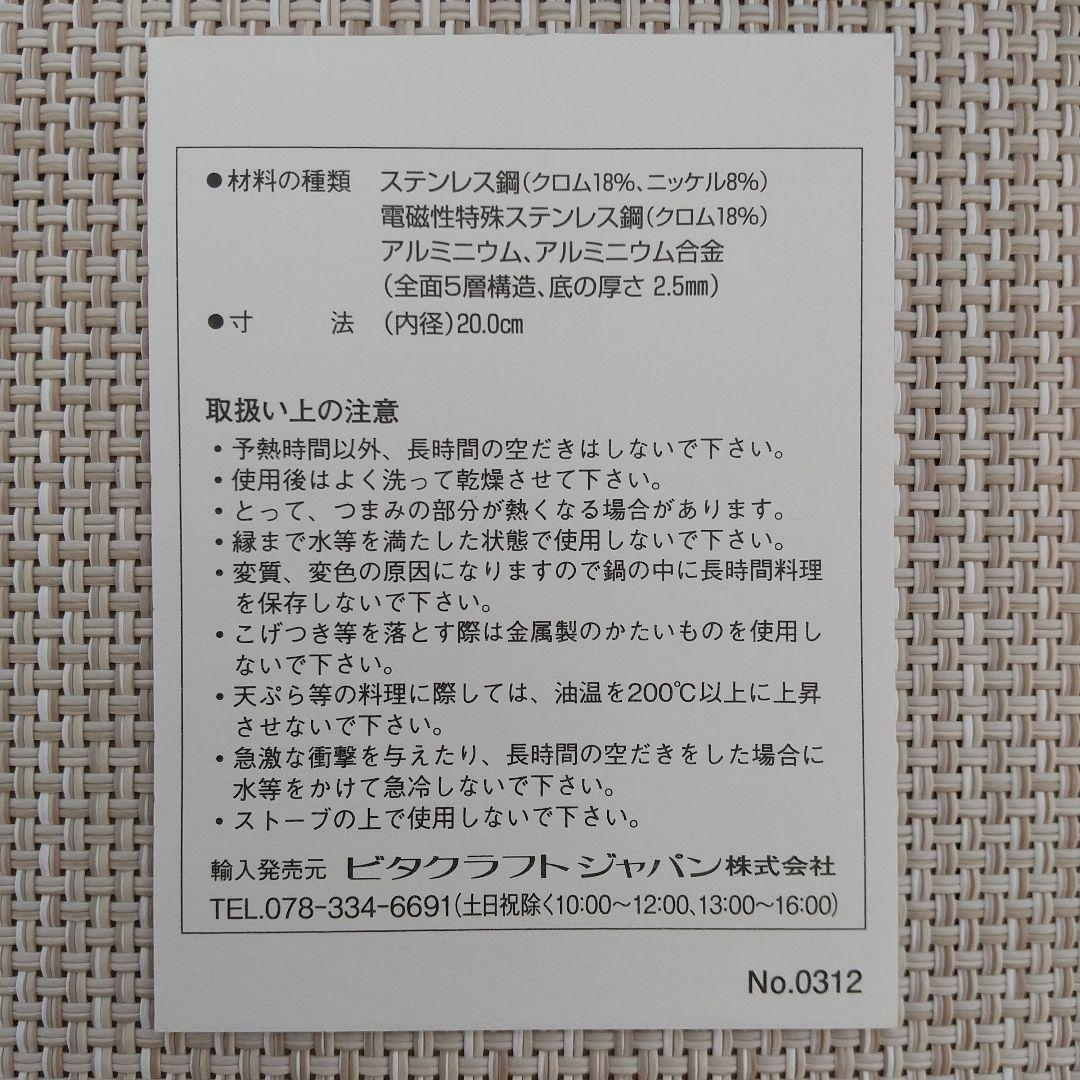 ●材料の種類 ステンレス鋼(クロム18%、ニッケル8%)
電磁性特殊ステンレス鋼(クロム18%)
アルミニウム、アルミニウム合金
(全面5層構造、底の厚さ 2.5㎜)
●寸 法 (内径)20.0㎝
取扱い上の注意
・予熱時間以外、長時間の空だきはしないで下さい。
・使用後はよく洗って乾燥させて下さい。
・とって、つまみの部分が熱くなる場合があります。
・縁まで水等を満たした状態で使用しないで下さい。
・変質、変色の原因になりますので鍋の中に長時間料理
を保存しないで下さい。
・こげつき等を落とす際は金属製のかたいものを使用し
ないで下さい。
・天ぷら等の料理に際しては、油温を200℃以上に上昇
させないで下さい。
・急激な衝撃を与えたり、長時間の空だきをした場合に
水等をかけて急冷しないで下さい。
・ストーブの上で使用しないで下さい。
輸入発売元 ビタクラフトジャパン株式会社
TEL.078-334-6691(土日祝除く10:00〜12:00、13:00〜16:00)
No.0312